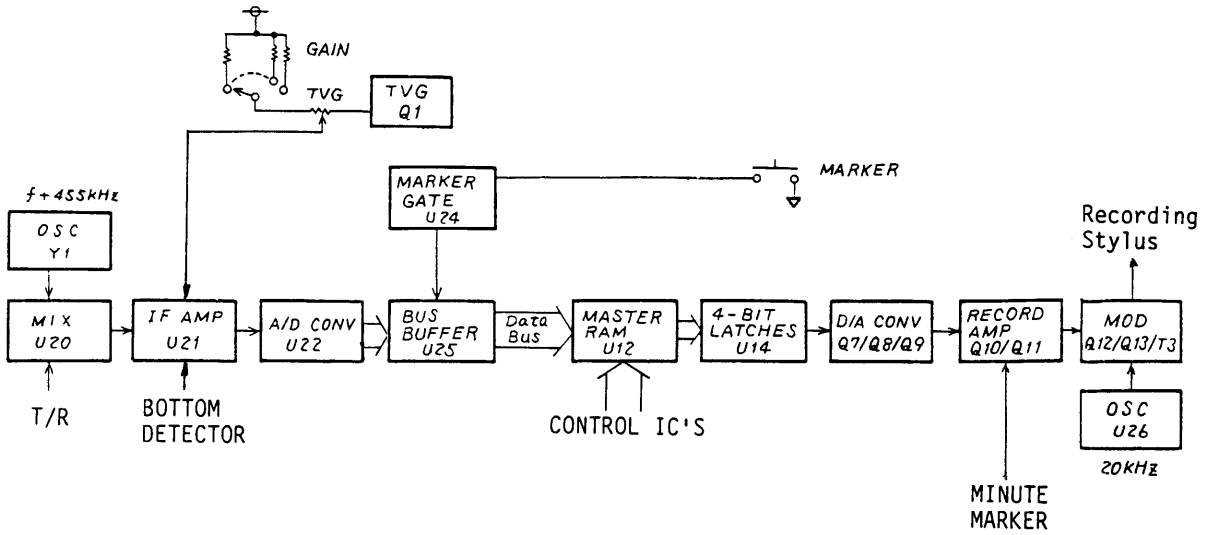 GAIN
TVG
TVG
Q1
MARKER
GATE
U24
MARKER
f+455kHz
OSC
Y1
Recording
Stylus
MIX
U20
IF AMP
U21
A/D CONV
U22
BUS
BUFFER
U25
Data
Bus
MASTER
RAM
U12
4-BIT
LATCHES
U14
D/A CONV
Q7/Q8/Q9
RECORD
AMP
Q10/Q11
MOD
Q12/Q13/T3
T/R
BOTTOM
DETECTOR
CONTROL IC'S
OSC
U26
20kHz
MINUTE
MARKER